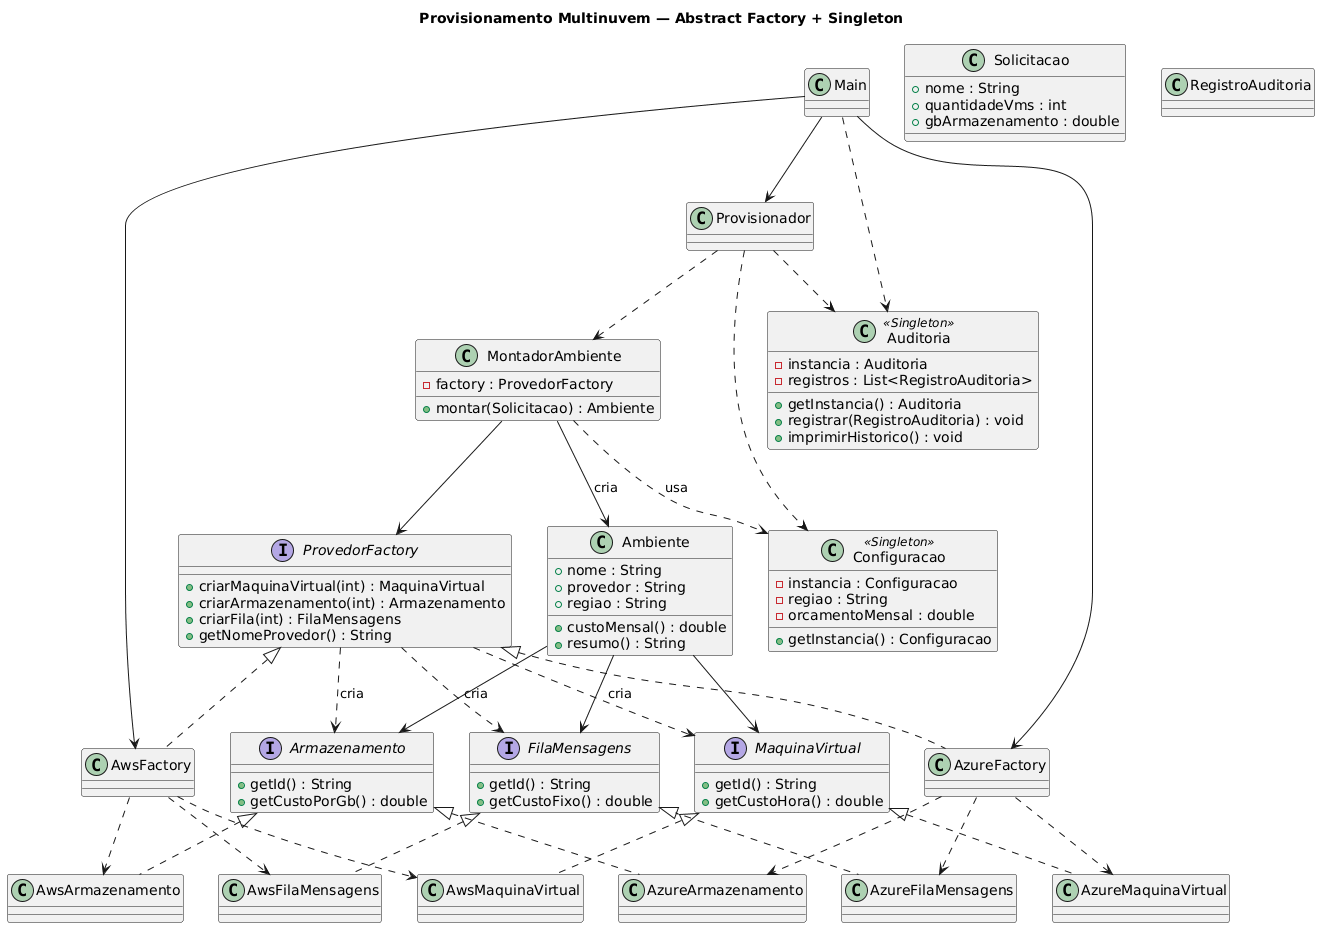 Provisionamento Multinuvem — Abstract Factory + Singleton
C Main
C Solicitacao
nome : String
quantidadeVms : int
gbArmazenamento : double
C RegistroAuditoria
C Provisionador
C «Singleton»
Auditoria
instancia : Auditoria
registros : List<RegistroAuditoria>
getInstancia() : Auditoria
registrar(RegistroAuditoria) : void
imprimirHistorico() : void
C MontadorAmbiente
factory : ProvedorFactory
montar(Solicitacao) : Ambiente
cria
usa
I ProvedorFactory
criarMaquinaVirtual(int) : MaquinaVirtual
criarArmazenamento(int) : Armazenamento
criarFila(int) : FilaMensagens
getNomeProvedor() : String
C Ambiente
nome : String
provedor : String
regiao : String
custoMensal() : double
resumo() : String
C «Singleton»
Configuracao
instancia : Configuracao
regiao : String
orcamentoMensal : double
getInstancia() : Configuracao
cria
cria
cria
C AwsFactory
I Armazenamento
getId() : String
getCustoPorGb() : double
I FilaMensagens
getId() : String
getCustoFixo() : double
I MaquinaVirtual
getId() : String
getCustoHora() : double
C AzureFactory
C AwsArmazenamento
C AwsFilaMensagens
C AwsMaquinaVirtual
C AzureArmazenamento
C AzureFilaMensagens
C AzureMaquinaVirtual